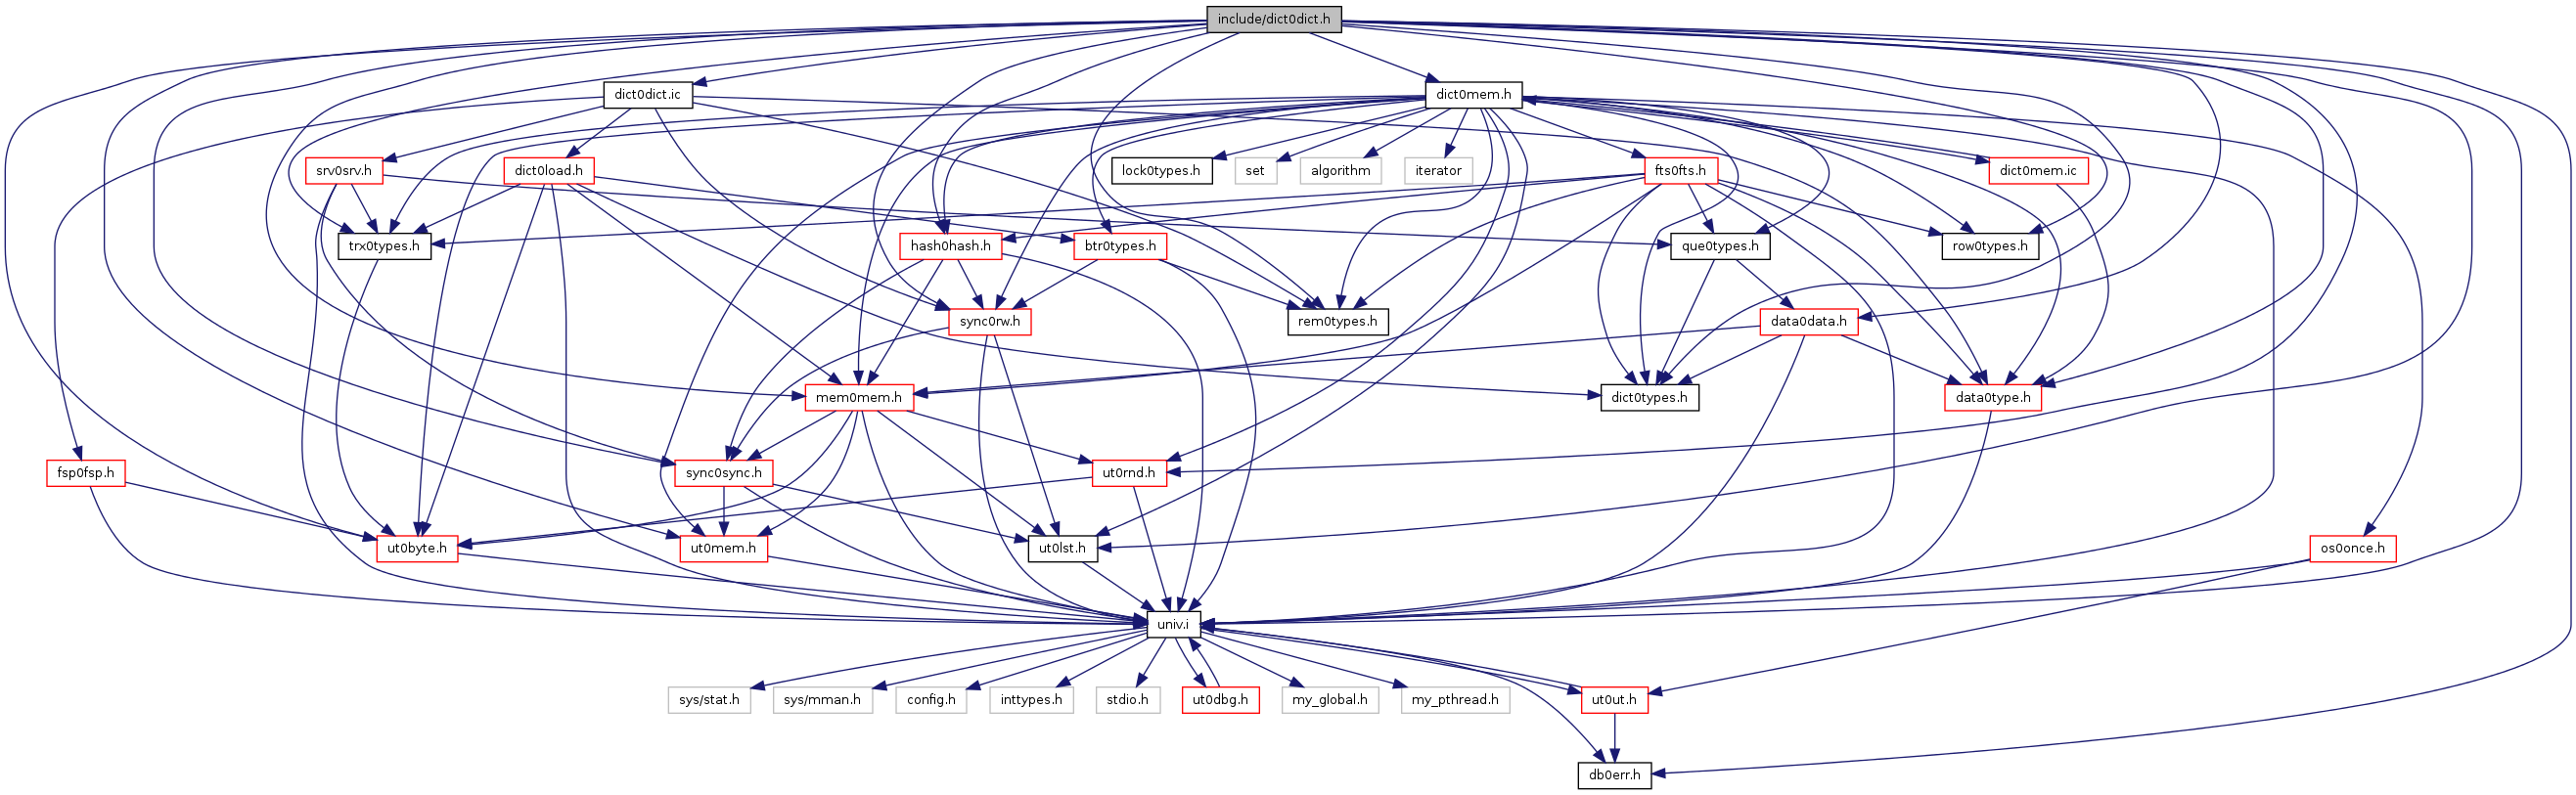 include/dict0dict.h
dict0dict.ic
dict0mem.h
srv0srv.h
dict0load.h
lock0types.h
set
algorithm
iterator
fts0fts.h
dict0mem.ic
trx0types.h
hash0hash.h
btr0types.h
que0types.h
row0types.h
sync0rw.h
rem0types.h
data0data.h
mem0mem.h
dict0types.h
data0type.h
fsp0fsp.h
sync0sync.h
ut0rnd.h
ut0byte.h
ut0mem.h
ut0lst.h
os0once.h
univ.i
sys/stat.h
sys/mman.h
config.h
inttypes.h
stdio.h
ut0dbg.h
my_global.h
my_pthread.h
ut0ut.h
db0err.h